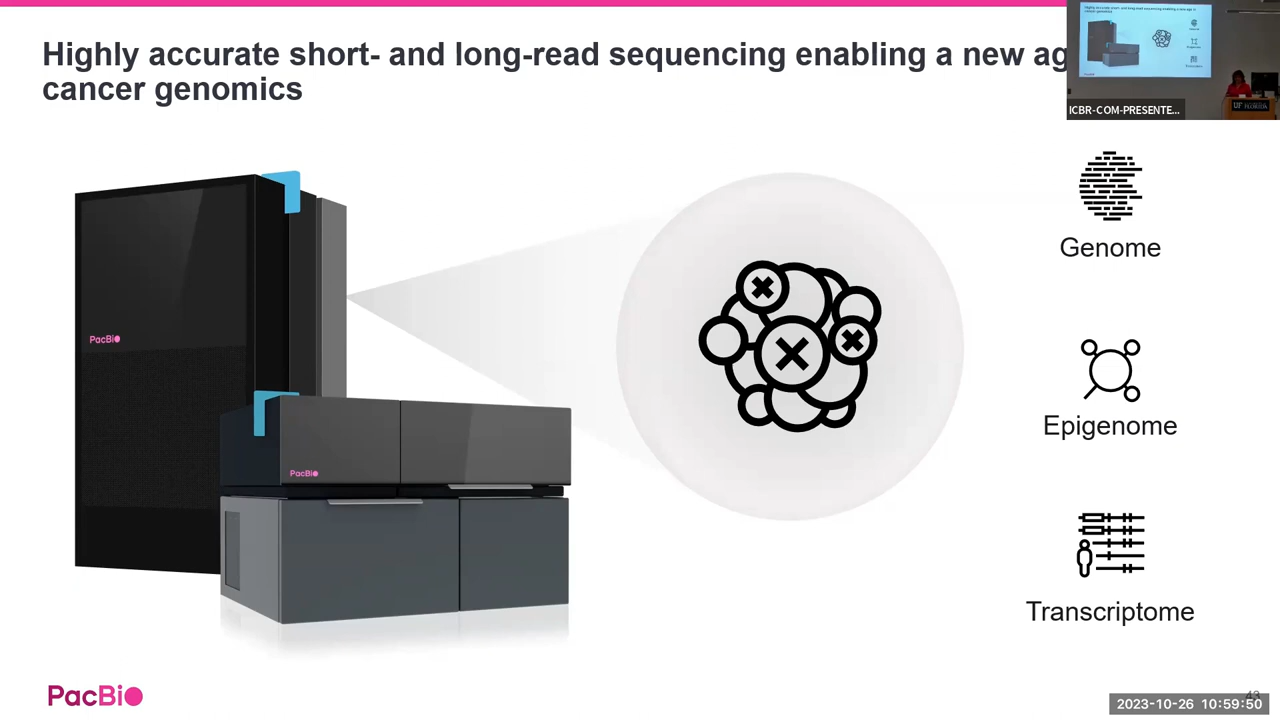 Highly accurate short- and long-read sequencing enabling a new ag
cancer genomics
ICBR-COM-PRESENTE...
Genome
PacBio
Epigenome
PacBio
Transcriptome
PacBio
43
2023-10-26 10:59:50